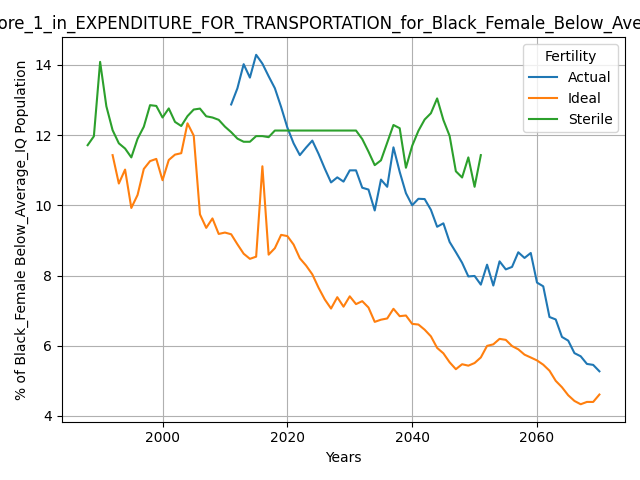 ore_1_in_EXPENDITURE_FOR_TRANSPORTATION_for_Black_Female_Below_Ave
% of Black_Female Below_Average_IQ Population
14
12
10
8
6
4
Fertility
Actual
Ideal
Sterile
2000 2020 2040 2060
Years